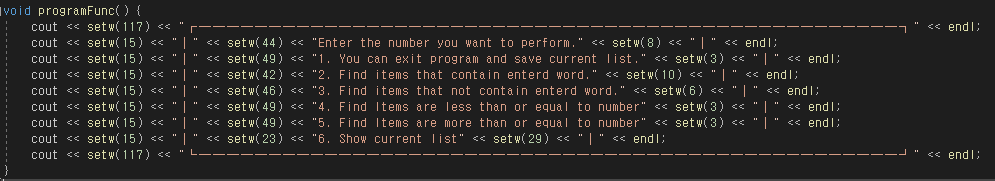 void programFunc() {
cout << setw(117) << "┌──────────────────────────────────────────────────┐ " << endl;
cout << setw(15) << "│" << setw(44) << "Enter the number you want to perform." << setw(8) << "│" << endl;
cout << setw(15) << "│" << setw(49) << "1. You can exit program and save current list." << setw(3) << "│" << endl;
cout << setw(15) << "│" << setw(42) << "2. Find items that contain enterd word." << setw(10) << "│" << endl;
cout << setw(15) << "│" << setw(46) << "3. Find items that not contain enterd word." << setw(6) << "│" << endl;
cout << setw(15) << "│" << setw(49) << "4. Find Items are less than or equal to number" << setw(3) << "│" << endl;
cout << setw(15) << "│" << setw(49) << "5. Find Items are more than or equal to number" << setw(3) << "│" << endl;
cout << setw(15) << "│" << setw(23) << "6. Show current list" << setw(29) << "│" << endl;
cout << setw(117) << "└──────────────────────────────────────────────────┘ " << endl;
}